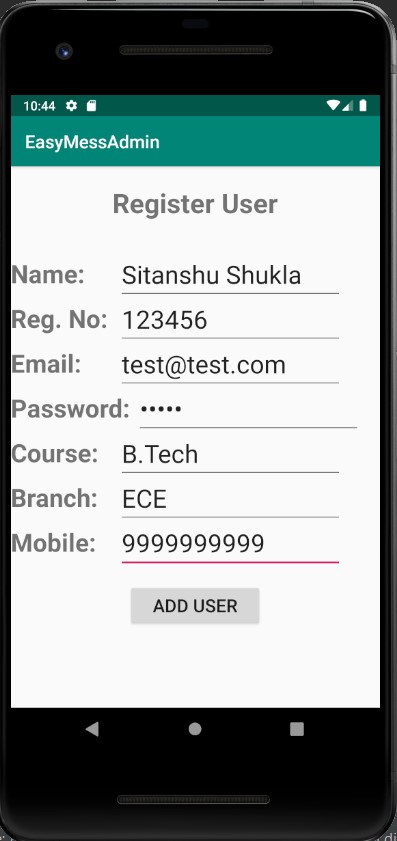 10:44
EasyMessAdmin
Register User
Name: Sitanshu Shukla
Reg. No: 123456
Email: test@test.com
Password: •••••
Course: B.Tech
Branch: ECE
Mobile: 9999999999
ADD USER